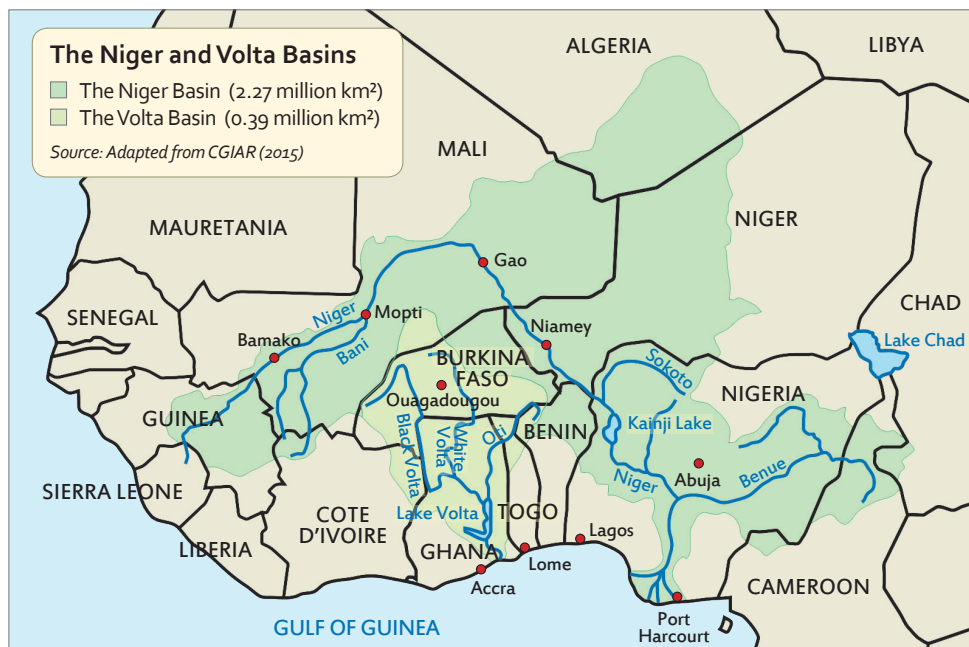 The Niger and Volta Basins
The Niger Basin (2.27 million km²)
The Volta Basin (0.39 million km²)
Source: Adapted from CGIAR (2015)
ALGERIA
LIBYA
MALI
MAURETANIA
NIGER
Gao
CHAD
SENEGAL
Niger
Mopti
Bamako
Bani
Niamey
Lake Chad
BURKINA
FASO
Sokoto
Ouagadougou
NIGERIA
GUINEA
Black Volta
White
Volta
Oti
BENIN
Kainji Lake
Abuja
Benue
Niger
SIERRA LEONE
Lake Volta
TOGO
COTE
D'IVOIRE
Lagos
LIBERIA
GHANA
Lome
Accra
CAMEROON
Port
Harcourt
GULF OF GUINEA